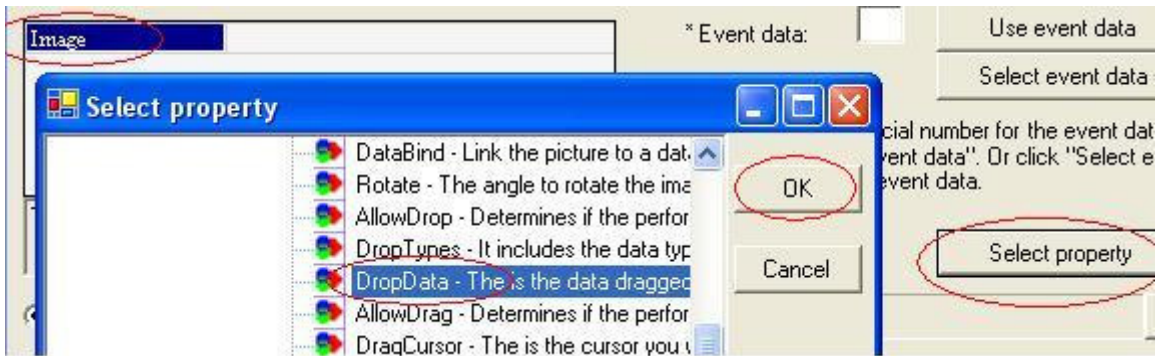 Image
* Event data:
Use event data
Select event data
Select property
cial number for the event dat
vent data". Or click "Select e
event data.
DataBind - Link the picture to a dat
Rotate - The angle to rotate the ima
AllowDrop - Determines if the perfor
DropTypes - It includes the data typ
DropData - The is the data dragged
AllowDrag - Determines if the perfor
DragCursor - The is the cursor you
OK
Cancel
Select property